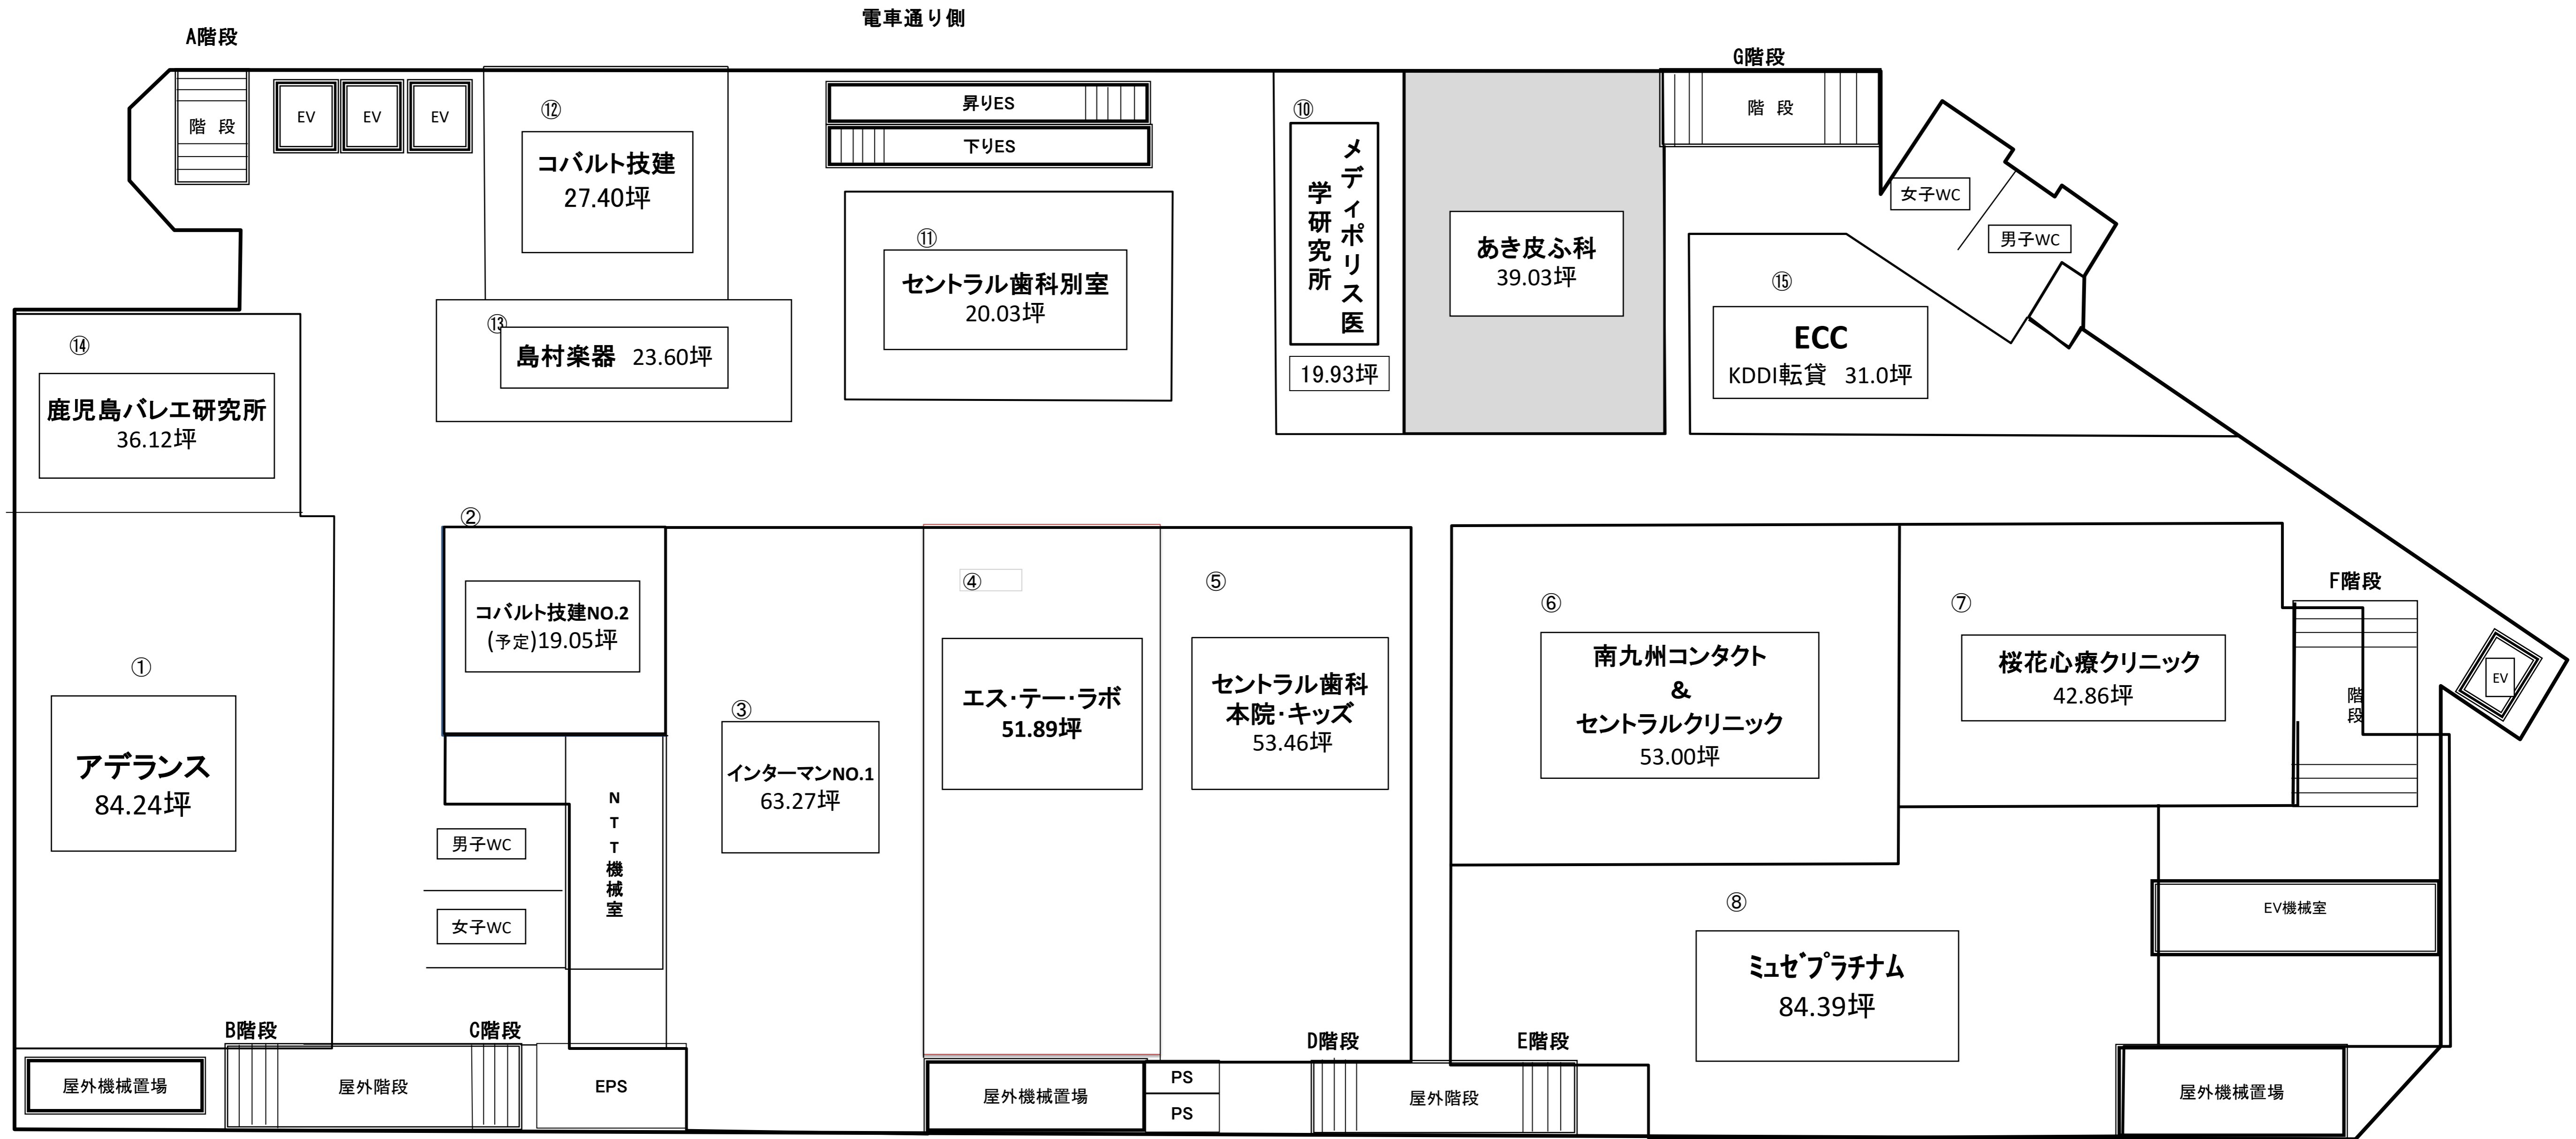 電車通り側
A階段
G階段
階 段
EV
EV
EV
⑫
コバルト技建
27.40坪
昇りES
下りES
⑩
メディポリス医
学研究所
19.93坪
あき皮ふ科
39.03坪
階 段
女子WC
男子WC
⑪
セントラル歯科別室
20.03坪
⑬
島村楽器 23.60坪
⑮
ECC
KDDI転貸 31.0坪
⑭
鹿児島バレエ研究所
36.12坪
①
アデランス
84.24坪
②
コバルト技建NO.2
(予定)19.05坪
NTT機械室
男子WC
女子WC
③
インターマンNO.1
63.27坪
④
エス・テー・ラボ
51.89坪
⑤
セントラル歯科
本院・キッズ
53.46坪
⑥
南九州コンタクト
&
セントラルクリニック
53.00坪
⑦
桜花心療クリニック
42.86坪
F階段
階段
EV
⑧
ミュゼプラチナム
84.39坪
EV機械室
B階段
C階段
D階段
E階段
屋外機械置場
屋外階段
EPS
屋外機械置場
PS
PS
屋外階段
屋外機械置場